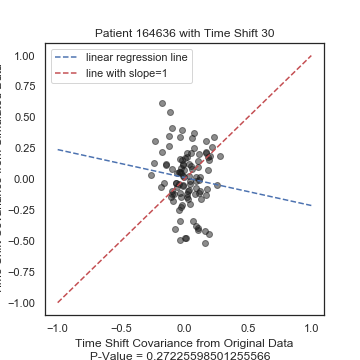 Patient 164636 with Time Shift 30
linear regression line
line with slope=1
1.00
0.75
0.50
0.25
0.00
−0.25
−0.50
−0.75
−1.00
−1.0
−0.5
0.0
0.5
1.0
Time Shift Covariance from Original Data
P-Value = 0.27225598501255566